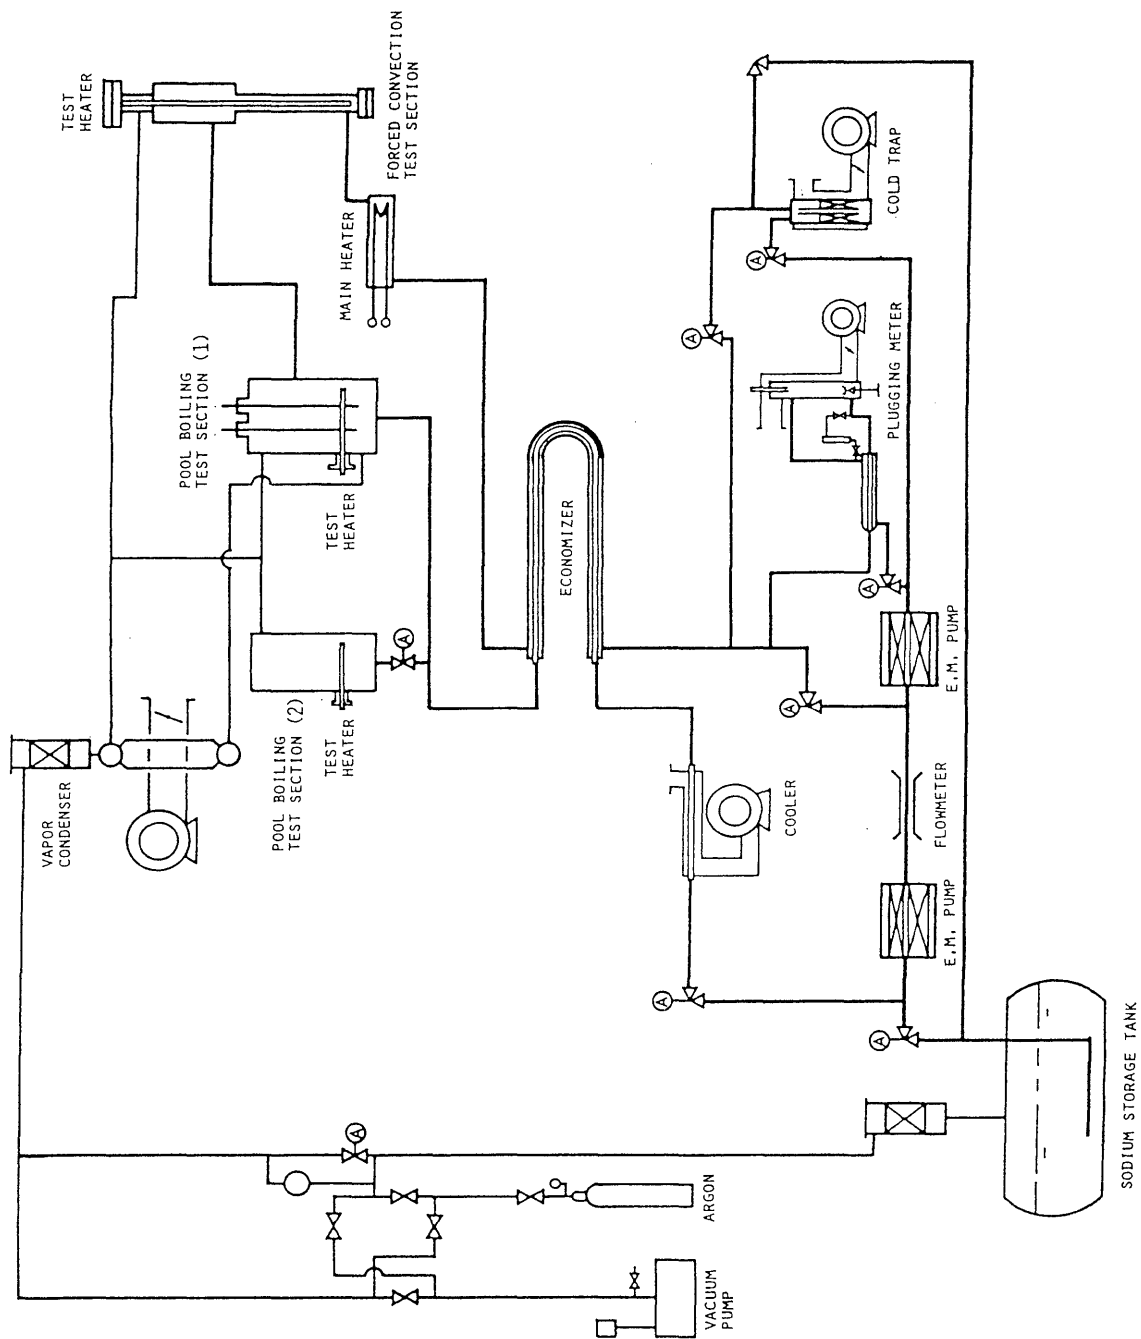 TEST
HEATER
FORCED CONVECTION
TEST SECTION
MAIN HEATER
POOL BOILING
TEST SECTION (1)
TEST
HEATER
POOL BOILING
TEST SECTION (2)
TEST
HEATER
VAPOR
CONDENSER
ECONOMIZER
COLD TRAP
PLUGGING METER
E.M. PUMP
FLOWMETER
E.M. PUMP
COOLER
SODIUM STORAGE TANK
ARGON
VACUUM
PUMP
A
A
A
A
A
A
A
A